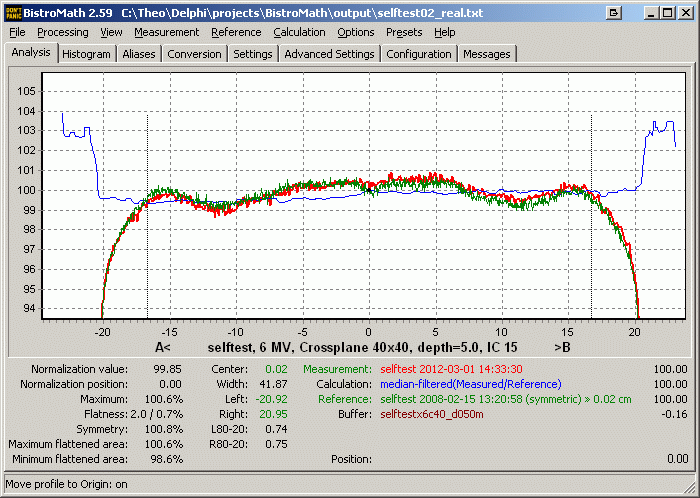 DON'T PANIC BistroMath 2.59 C:\Theo\Delphi\projects\BistroMath\output\selftest02_real.txt
File Processing View Measurement Reference Calculation Options Presets Help
Analysis Histogram Aliases Conversion Settings Advanced Settings Configuration Messages
105
104
103
102
101
100
99
98
97
96
95
94
-20 -15 -10 -5 0 5 10 15 20 23
A< selftest, 6 MV, Crossplane 40x40, depth=5.0, IC 15 >B
Normalization value: 99.85 Center: 0.02 Measurement: selftest 2012-03-01 14:33:30 100.00
Normalization position: 0.00 Width: 41.87 Calculation: median-filtered(Measured/Reference) 100.00
Maximum: 100.6% Left: -20.92 Reference: selftest 2008-02-15 13:20:58 (symmetric) » 0.02 cm 100.00
Flatness: 2.0 / 0.7% Right: 20.95 Buffer: selftestx6c40_d050m -0.16
Symmetry: 100.8% L80-20: 0.74
Maximum flattened area: 100.6% R80-20: 0.75
Minimum flattened area: 98.6% Position: 0.00
Move profile to Origin: on